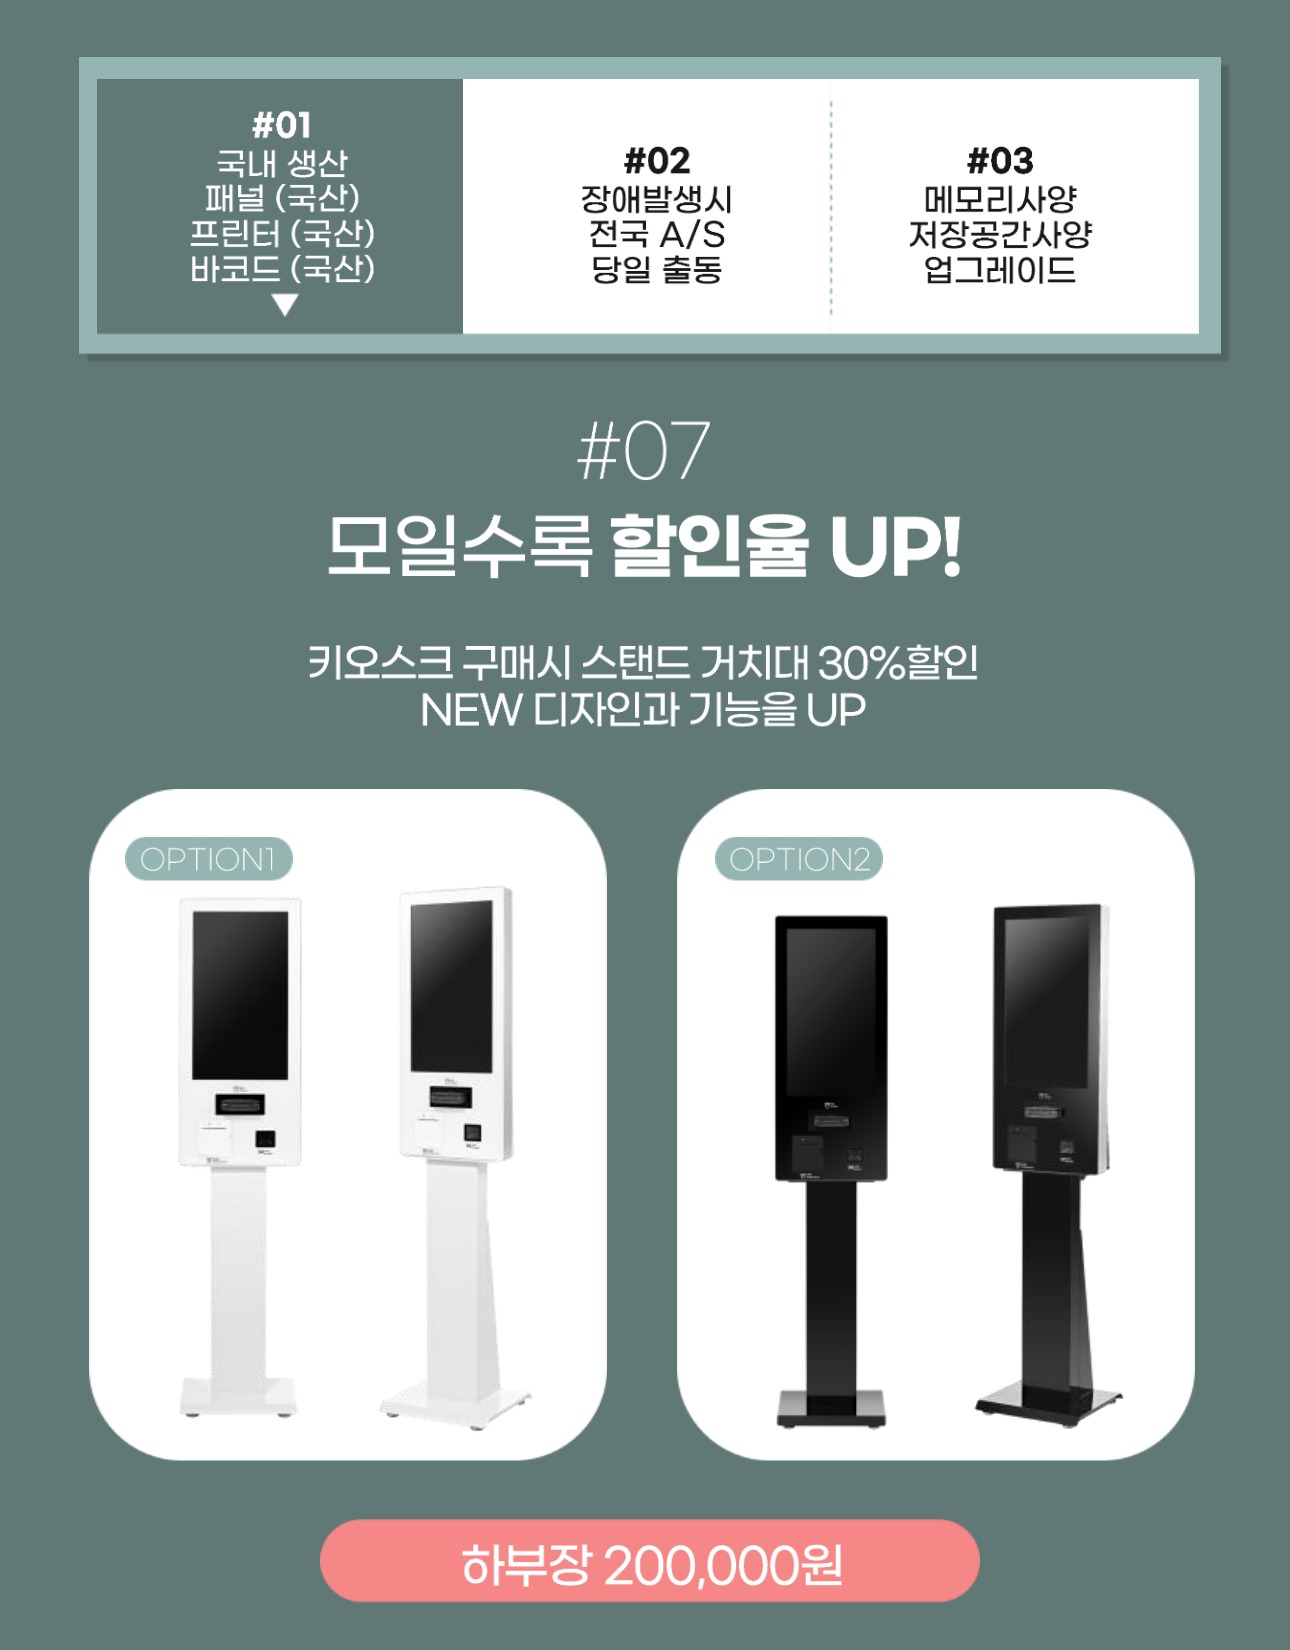 #01
국내 생산
패널 (국산)
프린터 (국산)
바코드 (국산)
#02
장애발생시
전국 A/S
당일 출동
#03
메모리사양
저장공간사양
업그레이드
#07
모일수록 할인율 UP!
키오스크 구매시 스탠드 거치대 30%할인
NEW 디자인과 기능을 UP
OPTION1
OPTION2
하부장 200,000원